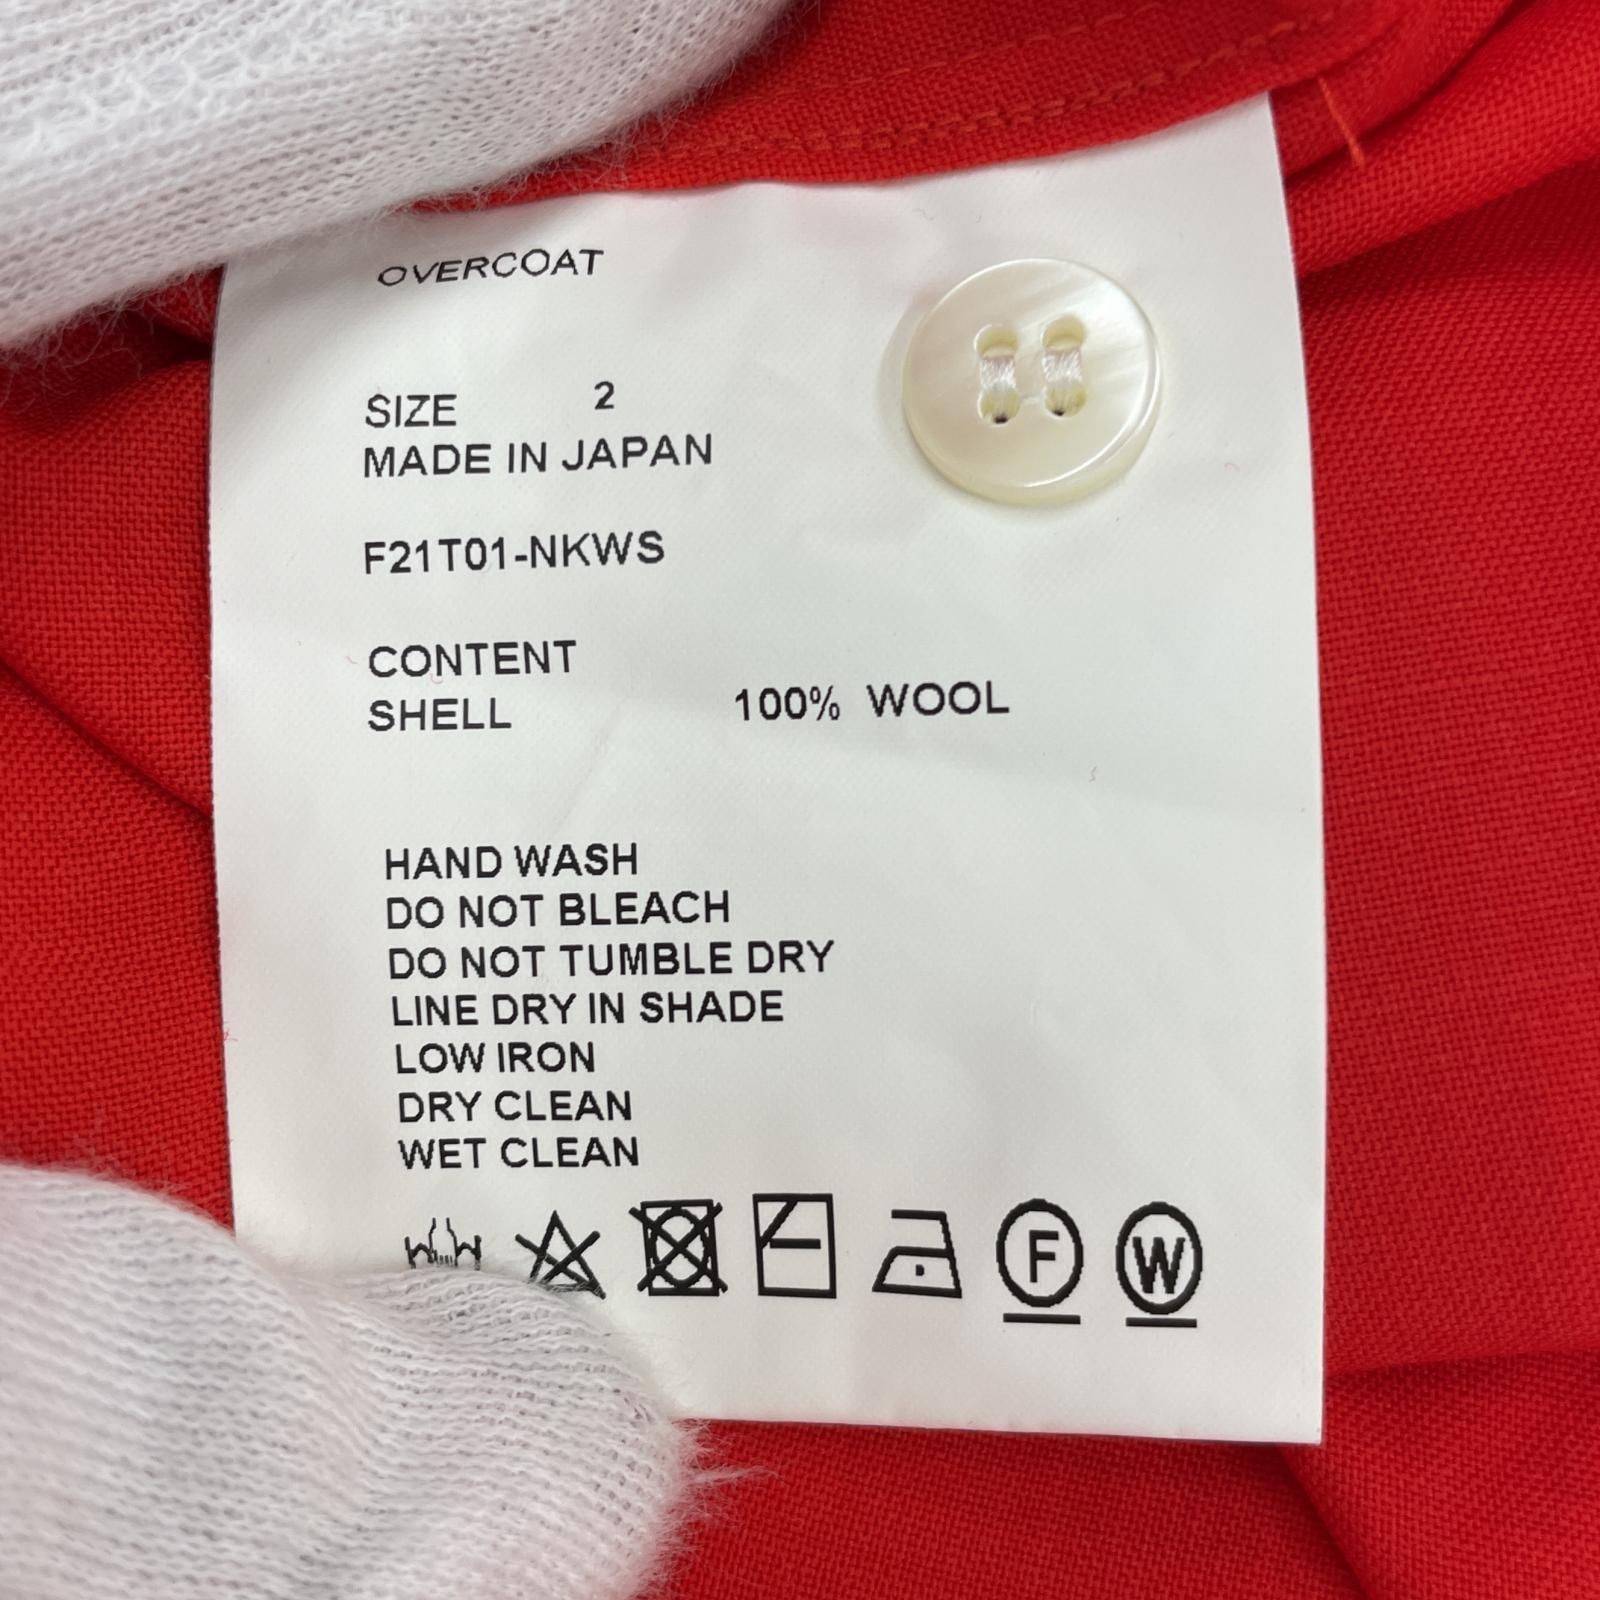 OVERCOAT
SIZE 2
MADE IN JAPAN
F21T01-NKWS
CONTENT
SHELL 100% WOOL
HAND WASH
DO NOT BLEACH
DO NOT TUMBLE DRY
LINE DRY IN SHADE
LOW IRON
DRY CLEAN
WET CLEAN
F W